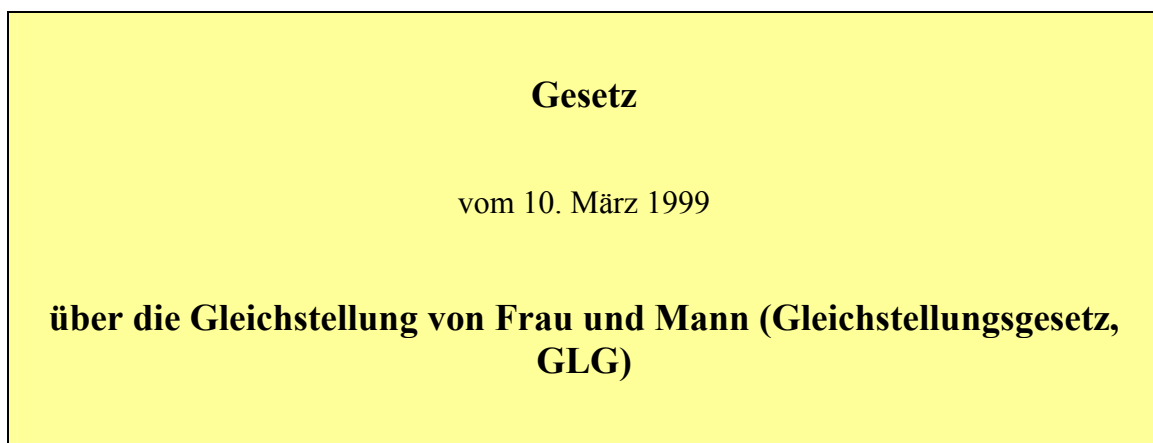 Gesetz
vom 10. März 1999
über die Gleichstellung von Frau und Mann (Gleichstellungsgesetz,
GLG)